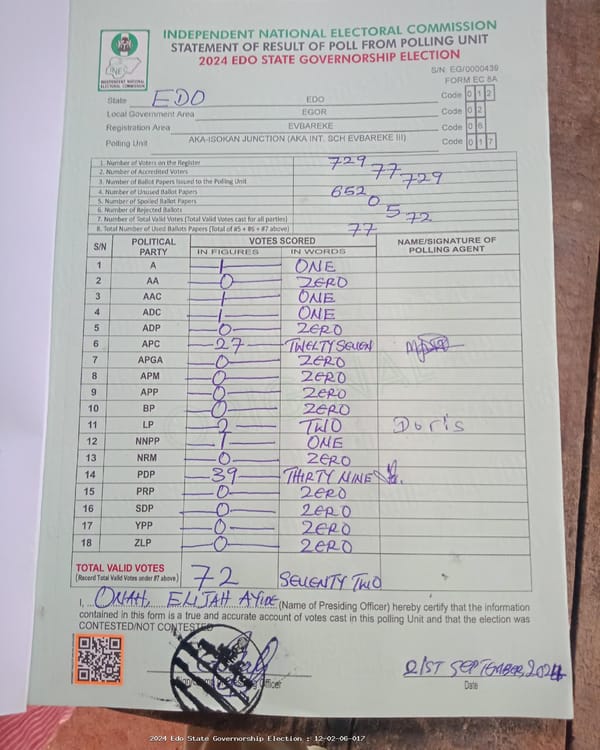 INDEPENDENT NATIONAL ELECTORAL COMMISSION
STATEMENT OF RESULT OF POLL FROM POLLING UNIT
2024 EDO STATE GOVERNORSHIP ELECTION
INDEPENDENT NATIONAL ELECTORAL COMMISSION
S/N EG/0000439
FORM EC 8A
State EDO EDO Code 0 1 2
Local Government Area EGOR Code 0 2
Registration Area EVBAREKE Code 0 6
Polling Unit AKA-ISOKAN JUNCTION (AKA INT. SCH EVBAREKE III) Code 0 1 7
1. Number of Voters on the Register 729
2. Number of Accredited Voters 77
3. Number of Ballot Papers Issued to the Polling Unit 729
4. Number of Unused Ballot Papers 652
5. Number of Spoiled Ballot Papers 0
6. Number of Rejected Ballots 5
7. Number of Total Valid Votes (Total Valid Votes cast for all parties) 72
8. Total Number of Used Ballots Papers (Total of #5 + #6 + #7 above) 77
S/N POLITICAL PARTY VOTES SCORED NAME/SIGNATURE OF POLLING AGENT
IN FIGURES IN WORDS
1 A 1 ONE
2 AA 0 ZERO
3 AAC 1 ONE
4 ADC 1 ONE
5 ADP 0 ZERO
6 APC 27 TWELTY SEVEN
7 APGA 0 ZERO
8 APM 0 ZERO
9 APP 0 ZERO
10 BP 0 ZERO
11 LP 2 TWO Doris
12 NNPP 1 ONE
13 NRM 0 ZERO
14 PDP 39 THIRTY NINE
15 PRP 0 ZERO
16 SDP 0 ZERO
17 YPP 0 ZERO
18 ZLP 0 ZERO
TOTAL VALID VOTES 72 SEVENTY TWO
(Record Total Valid Votes under #7 above)
I, ONAH, ELIJAH AYIDE (Name of Presiding Officer) hereby certify that the information
contained in this form is a true and accurate account of votes cast in this polling Unit and that the election was
CONTESTED/NOT CONTESTED
21ST SEPTEMBER, 2024
Date
2024 Edo State Governorship Election : 12-02-06-017